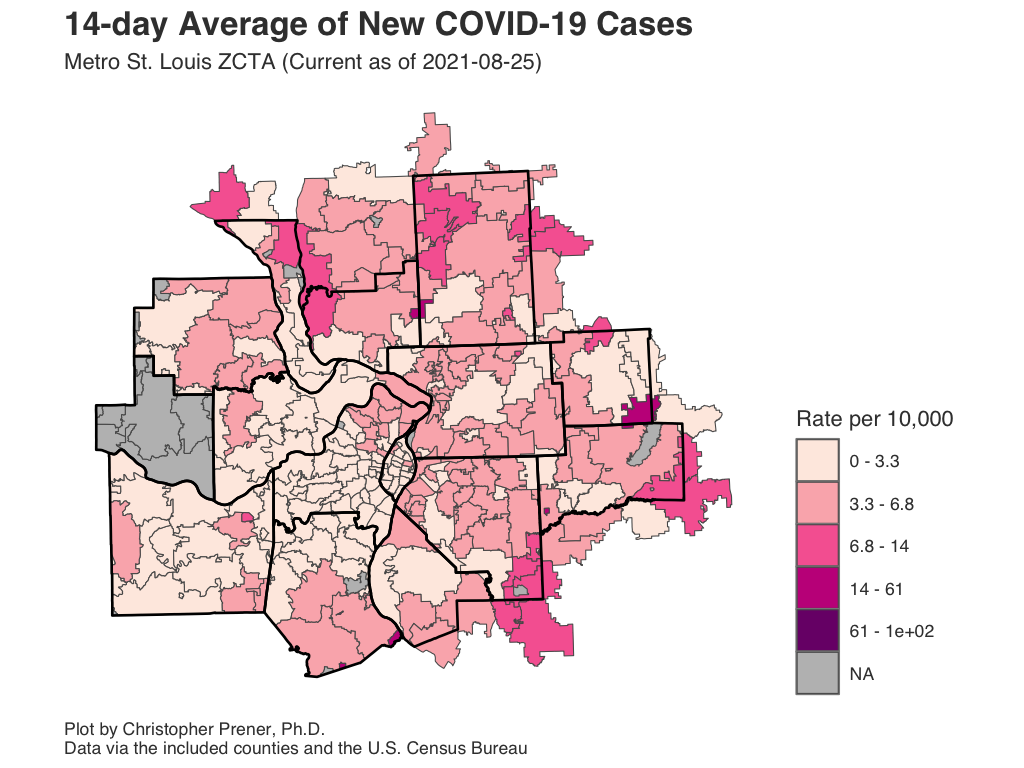 14-day Average of New COVID-19 Cases
Metro St. Louis ZCTA (Current as of 2021-08-25)
Rate per 10,000
0 - 3.3
3.3 - 6.8
6.8 - 14
14 - 61
61 - 1e+02
NA
Plot by Christopher Prener, Ph.D.
Data via the included counties and the U.S. Census Bureau